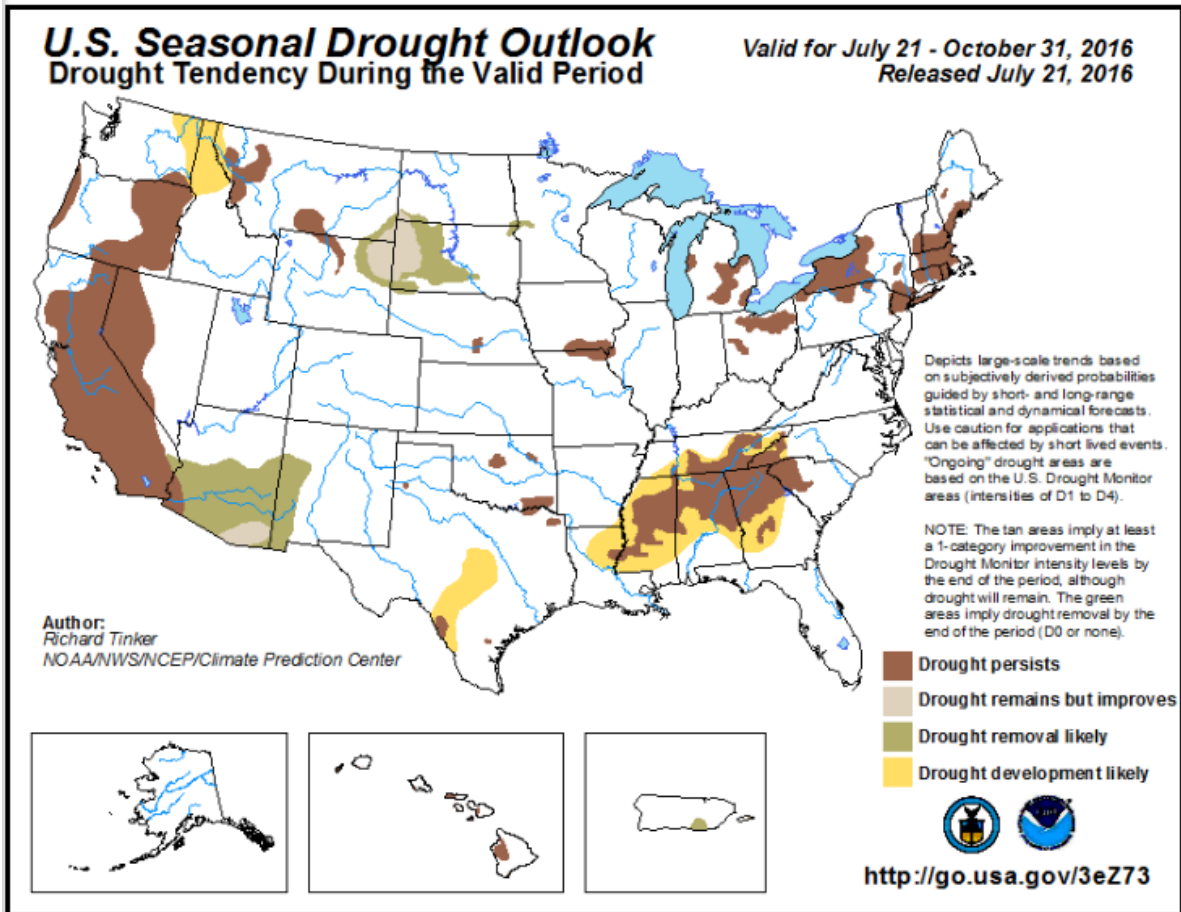 U.S. Seasonal Drought Outlook
Drought Tendency During the Valid Period
Valid for July 21 - October 31, 2016
Released July 21, 2016
Depicts large-scale trends based
on subjectively derived probabilities
guided by short- and long-range
statistical and dynamical forecasts.
Use caution for applications that
can be affected by short lived events.
"Ongoing" drought areas are
based on the U.S. Drought Monitor
areas (intensities of D1 to D4).
NOTE: The tan areas imply at least
a 1-category improvement in the
Drought Monitor intensity levels by
the end of the period, although
drought will remain. The green
areas imply drought removal by the
end of the period (D0 or none).
Author:
Richard Tinker
NOAA/NWS/NCEP/Climate Prediction Center
Drought persists
Drought remains but improves
Drought removal likely
Drought development likely
http://go.usa.gov/3eZ73